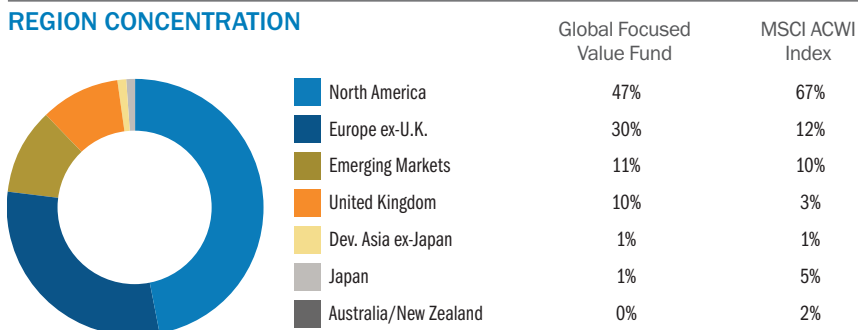 REGION CONCENTRATION
Global Focused Value Fund
MSCI ACWI Index
North America 47% 67%
Europe ex-U.K. 30% 12%
Emerging Markets 11% 10%
United Kingdom 10% 3%
Dev. Asia ex-Japan 1% 1%
Japan 1% 5%
Australia/New Zealand 0% 2%